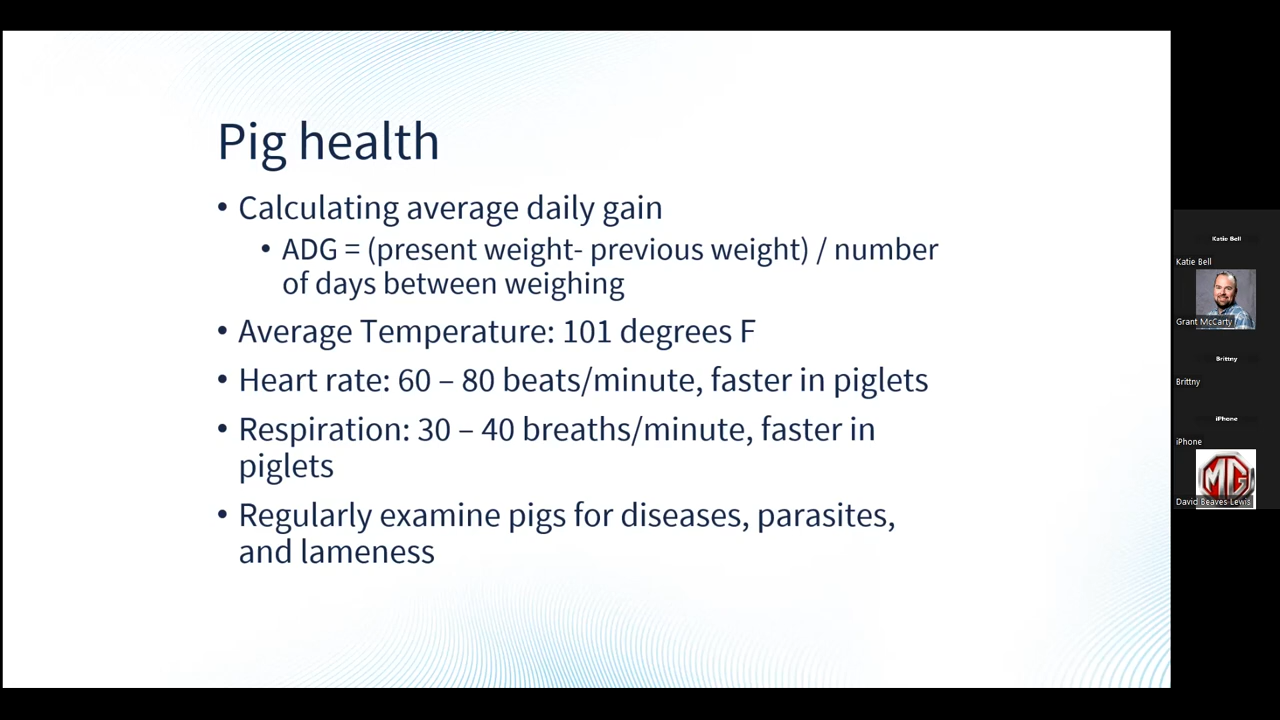 Pig health
• Calculating average daily gain
• ADG = (present weight- previous weight) / number
of days between weighing
• Average Temperature: 101 degrees F
• Heart rate: 60 – 80 beats/minute, faster in piglets
• Respiration: 30 – 40 breaths/minute, faster in
piglets
• Regularly examine pigs for diseases, parasites,
and lameness
Katie Bell
Katie Bell
Grant McCarty
Brittny
Brittny
iPhone
iPhone
MG
David Beaves Lewis